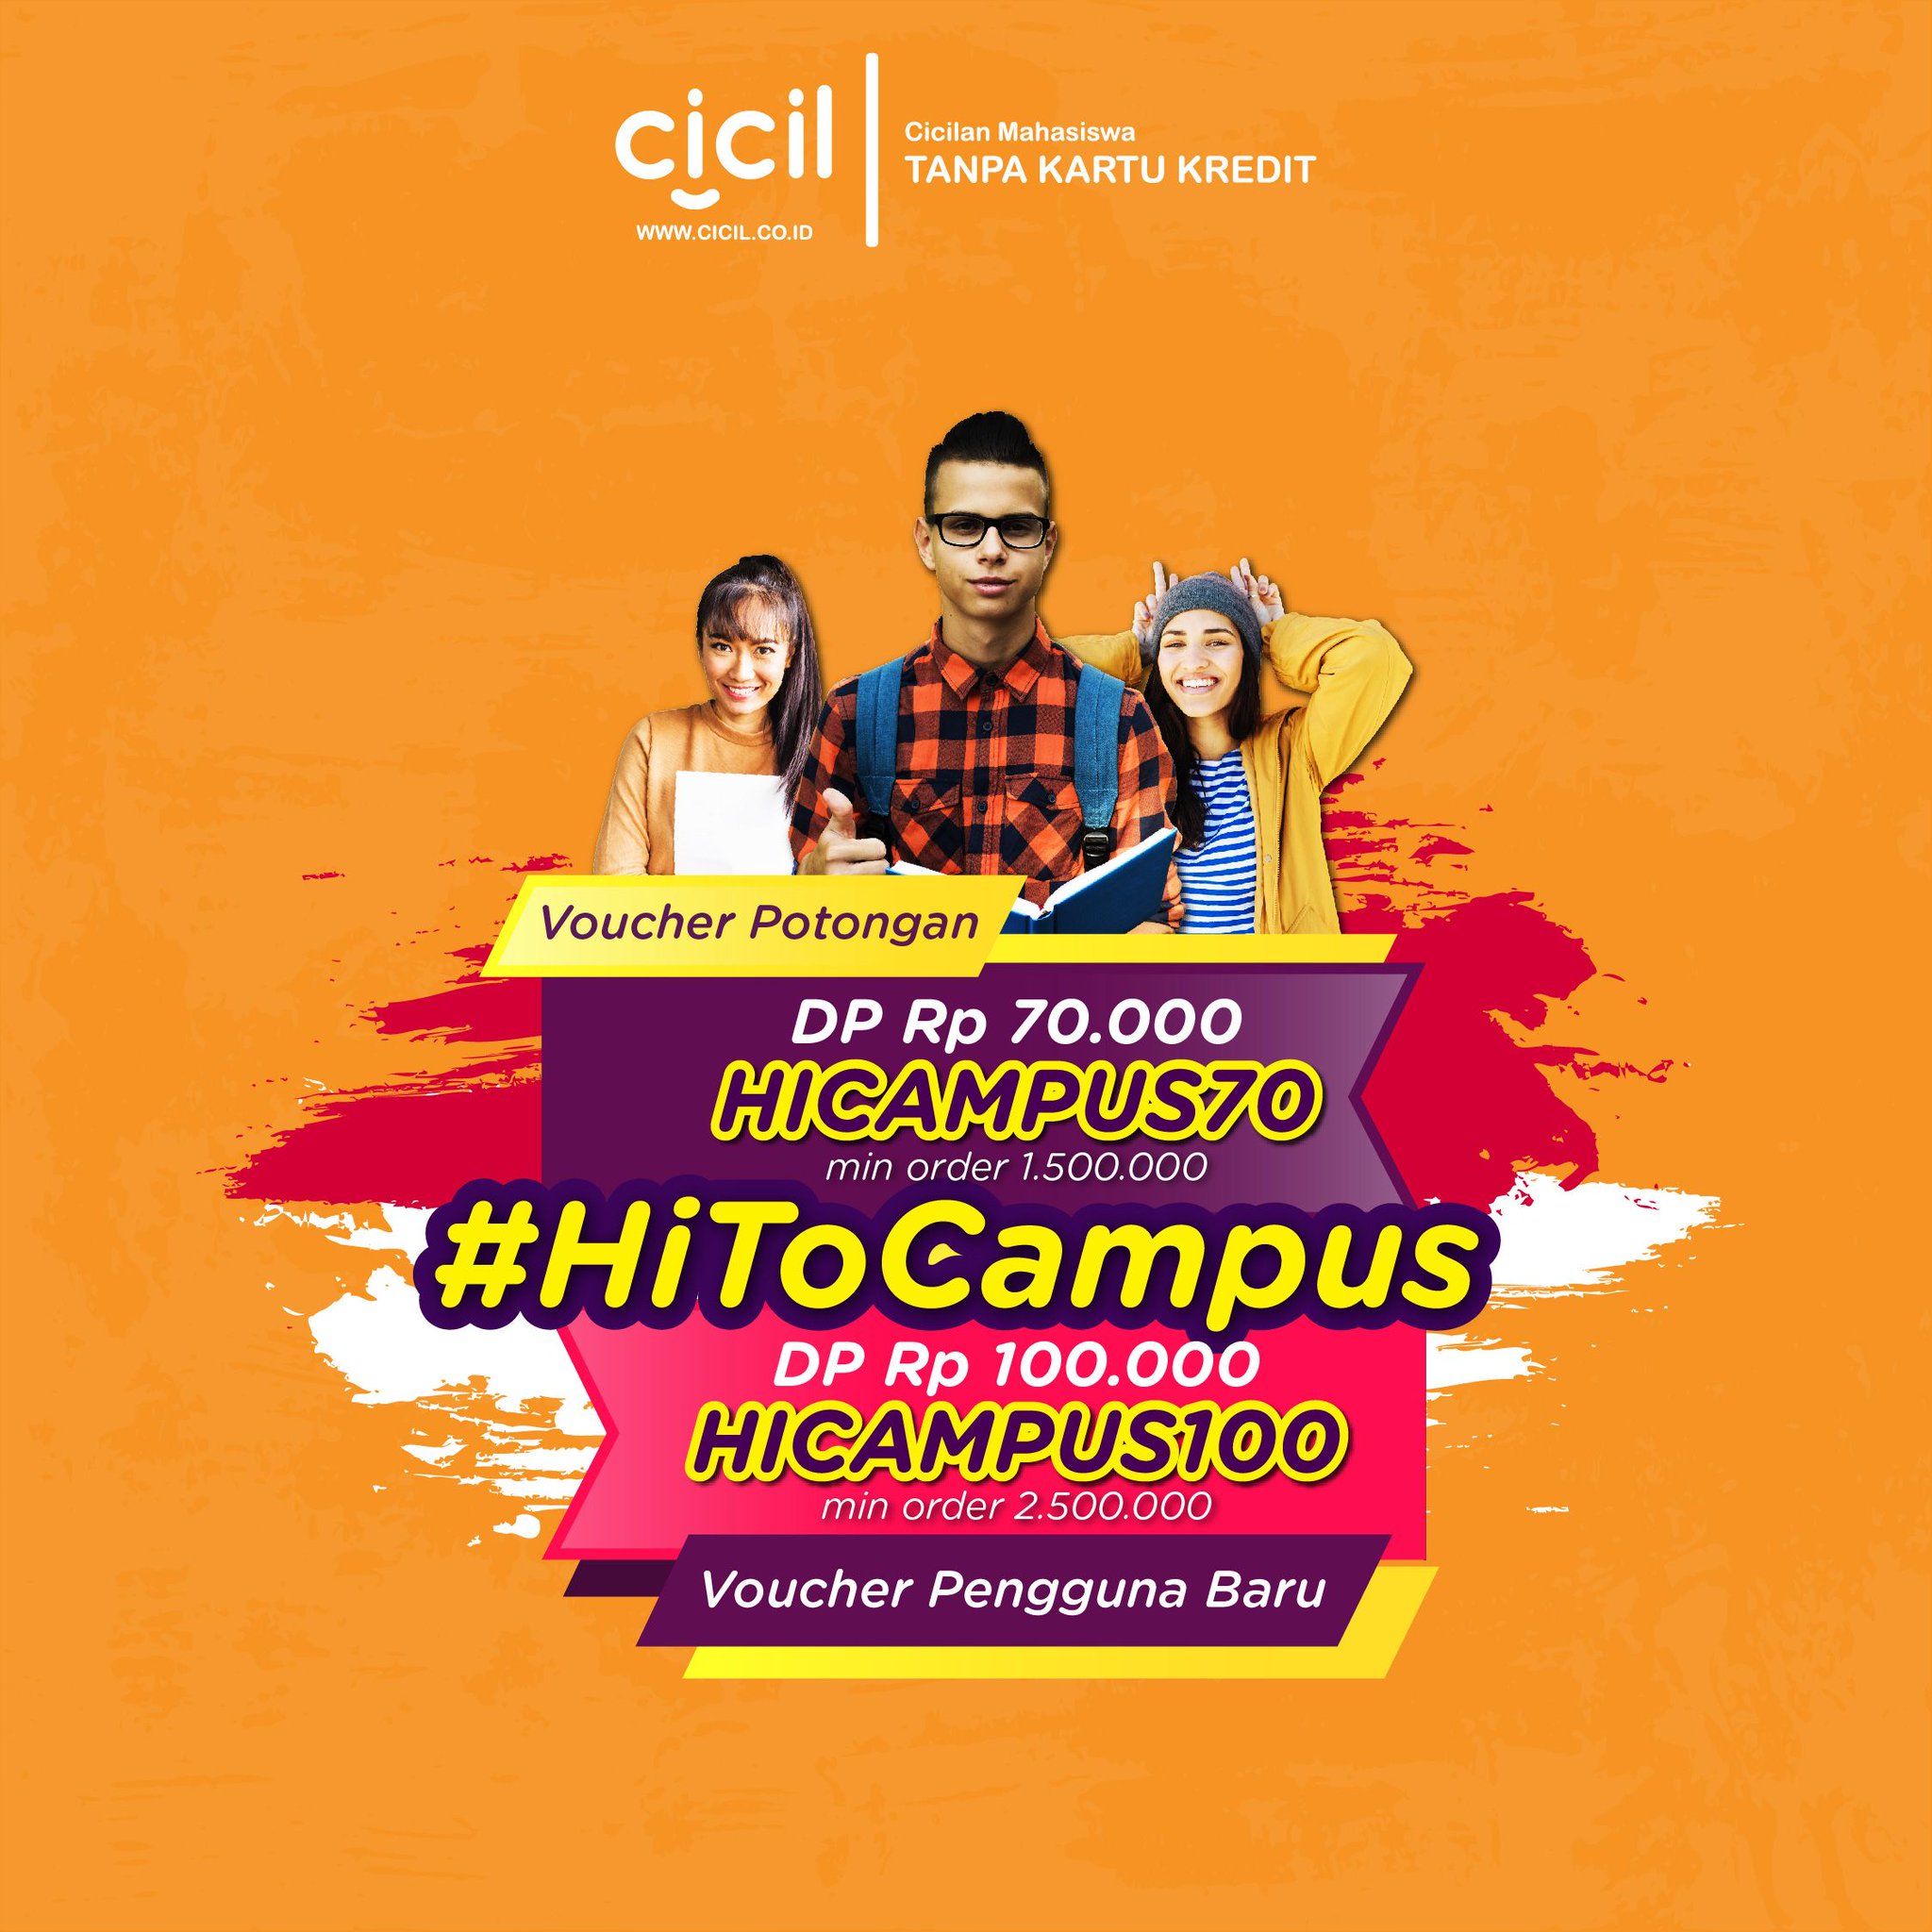 cicil
WWW.CICIL.CO.ID
Cicilan Mahasiswa
TANPA KARTU KREDIT
Voucher Potongan
DP Rp 70.000
HICAMPUS70
min order 1.500.000
#HiToCampus
DP Rp 100.000
HICAMPUS100
min order 2.500.000
Voucher Pengguna Baru